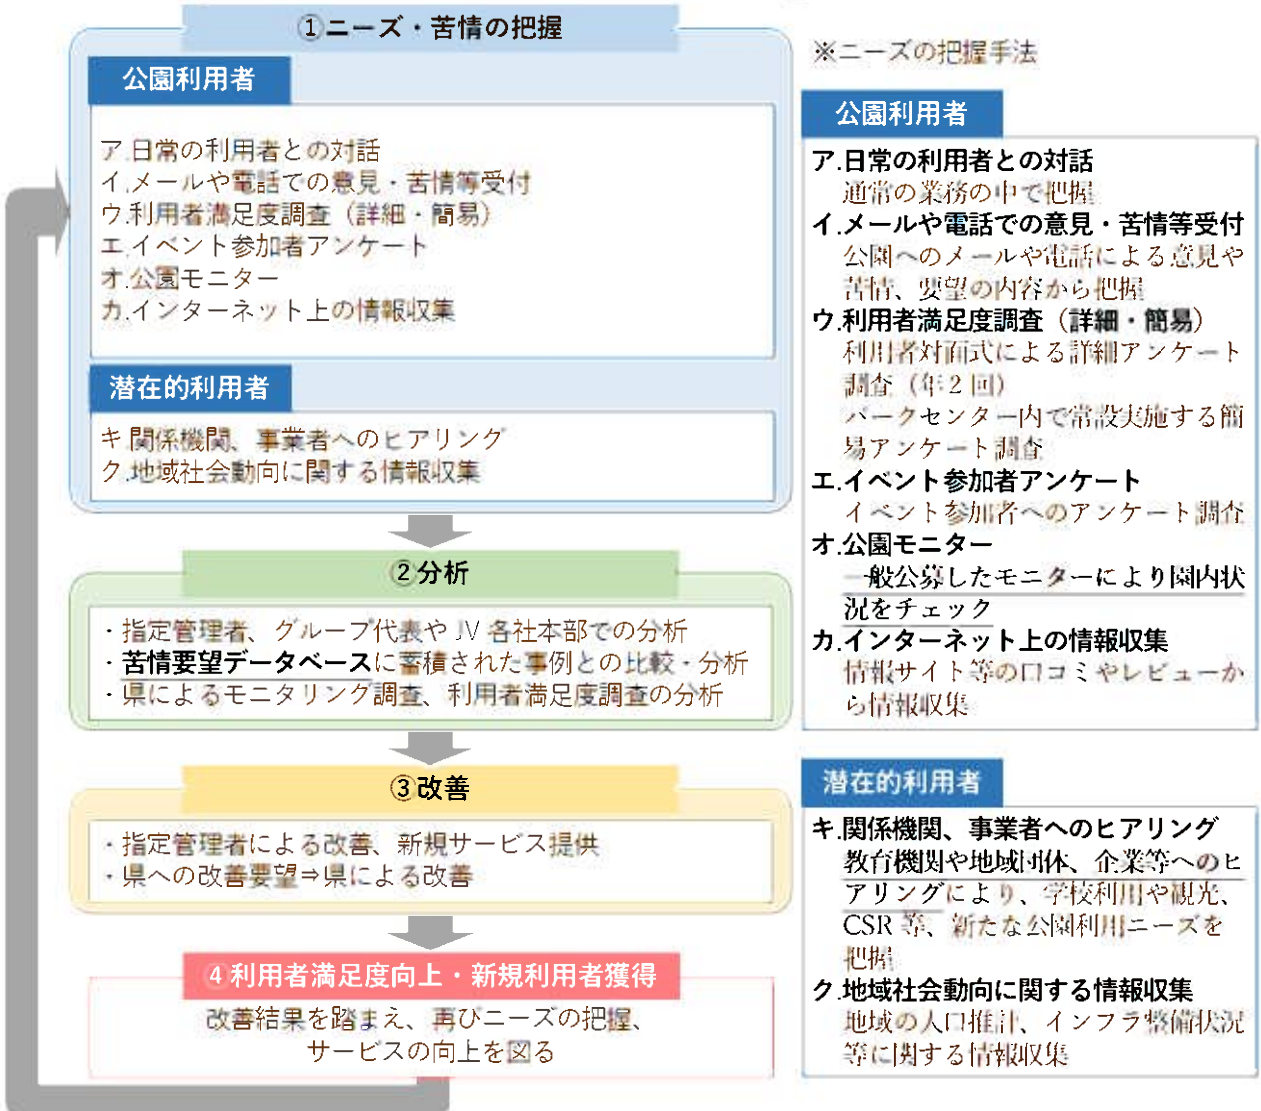 ①ニーズ・苦情の把握
公園利用者
ア.日常の利用者との対話
イ.メールや電話での意見・苦情等受付
ウ.利用者満足度調査（詳細・簡易）
エ.イベント参加者アンケート
オ.公園モニター
カ.インターネット上の情報収集
潜在的利用者
キ.関係機関、事業者へのヒアリング
ク.地域社会動向に関する情報収集
②分析
・指定管理者、グループ代表や JV 各社本部での分析
・苦情要望データベースに蓄積された事例との比較・分析
・県によるモニタリング調査、利用者満足度調査の分析
③改善
・指定管理者による改善、新規サービス提供
・県への改善要望⇒県による改善
④利用者満足度向上・新規利用者獲得
改善結果を踏まえ、再びニーズの把握、
サービスの向上を図る
※ニーズの把握手法
公園利用者
ア.日常の利用者との対話
通常の業務の中で把握
イ.メールや電話での意見・苦情等受付
公園へのメールや電話による意見や
苦情、要望の内容から把握
ウ.利用者満足度調査（詳細・簡易）
利用者対面式による詳細アンケート
調査（年２回）
パークセンター内で常設実施する簡
易アンケート調査
エ.イベント参加者アンケート
イベント参加者へのアンケート調査
オ.公園モニター
一般公募したモニターにより園内状
況をチェック
カ.インターネット上の情報収集
情報サイト等の口コミやレビューか
ら情報収集
潜在的利用者
キ.関係機関、事業者へのヒアリング
教育機関や地域団体、企業等へのヒ
アリングにより、学校利用や観光、
CSR 等、新たな公園利用ニーズを
把握
ク.地域社会動向に関する情報収集
地域の人口推計、インフラ整備状況
等に関する情報収集